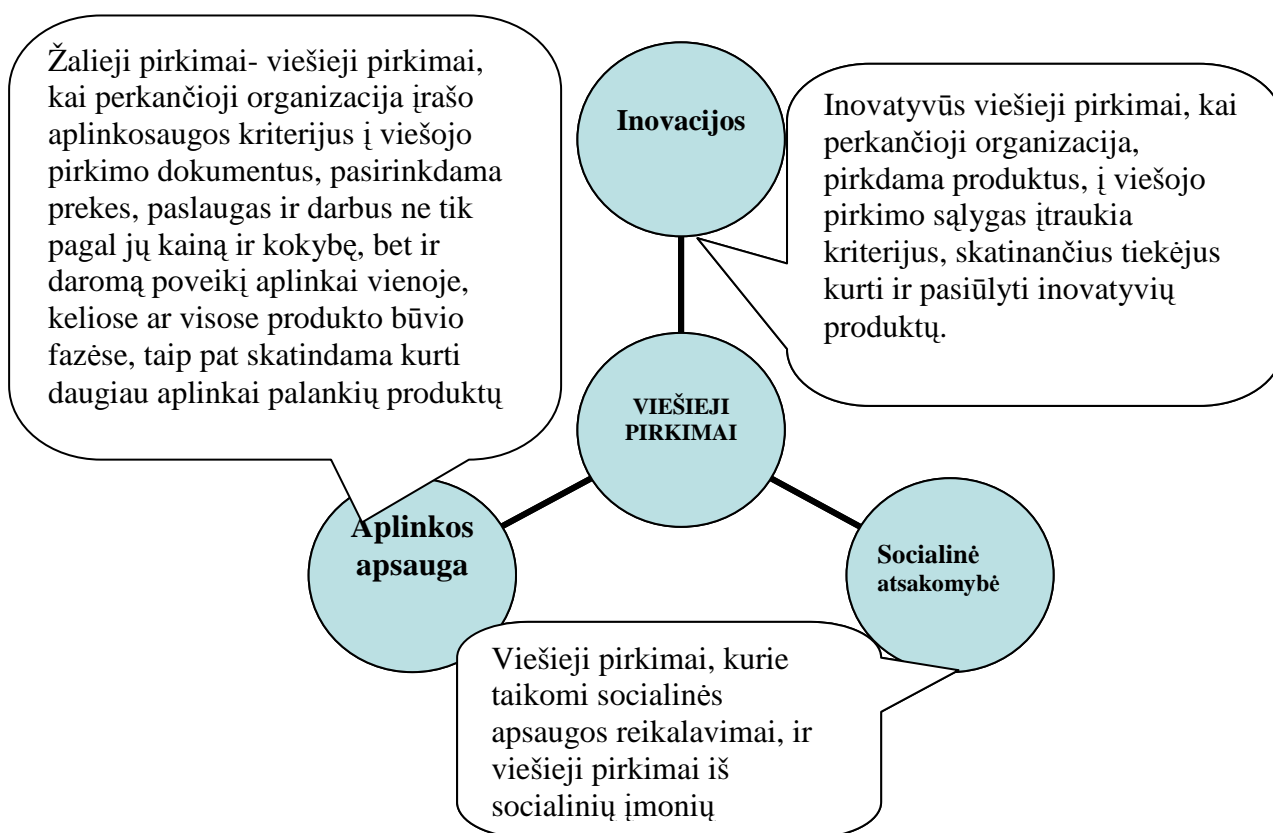 Žalieji pirkimai- viešieji pirkimai,
kai perkančioji organizacija įrašo
aplinkosaugos kriterijus į viešojo
pirkimo dokumentus, pasirinkdama
prekes, paslaugas ir darbus ne tik
pagal jų kainą ir kokybę, bet ir
daromą poveikį aplinkai vienoje,
keliose ar visose produkto būvio
fazėse, taip pat skatindama kurti
daugiau aplinkai palankių produktų
Inovacijos
Inovatyvūs viešieji pirkimai, kai
perkančioji organizacija,
pirkdama produktus, į viešojo
pirkimo sąlygas įtraukia
kriterijus, skatinančius tiekėjus
kurti ir pasiūlyti inovatyvių
produktų.
VIEŠIEJI
PIRKIMAI
Aplinkos
apsauga
Socialinė
atsakomybė
Viešieji pirkimai, kurie
taikomi socialinės
apsaugos reikalavimai, ir
viešieji pirkimai iš
socialinių įmonių